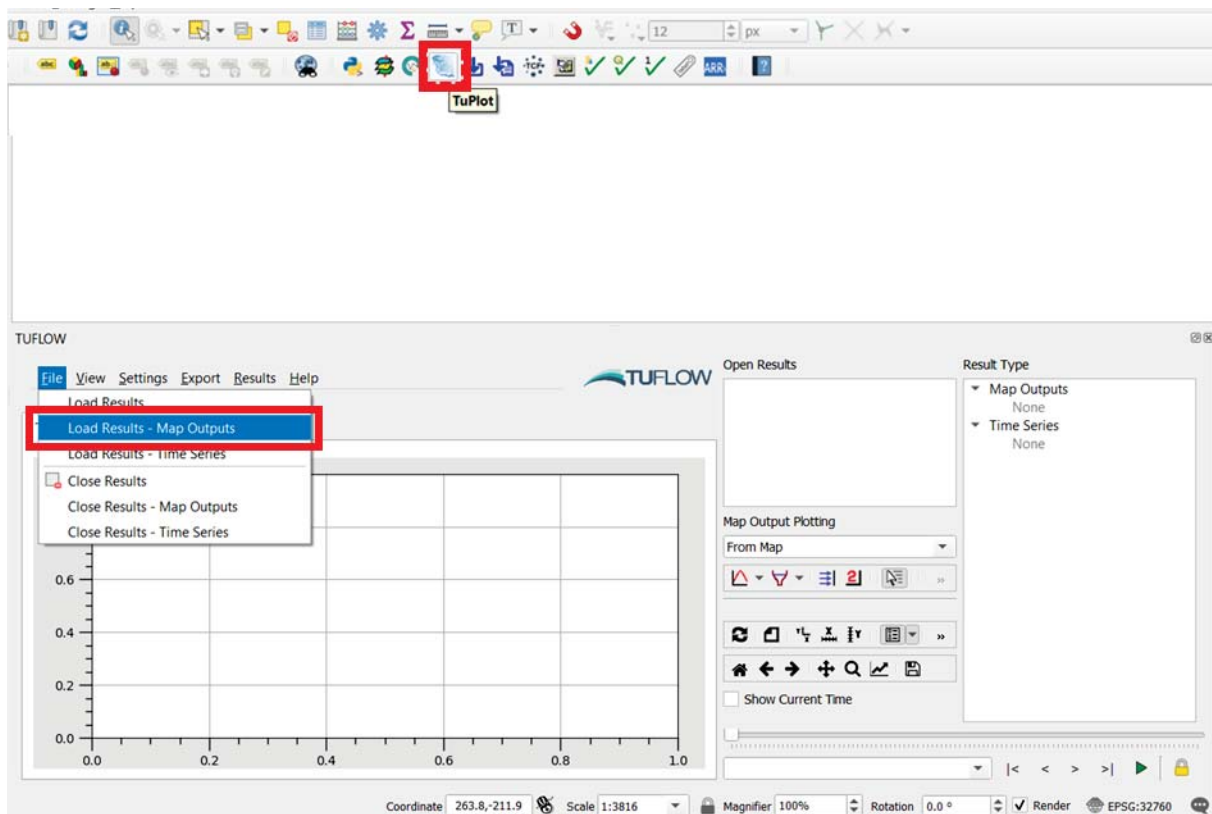 12 px
abc TCF ARR ?
TuPlot
TUFLOW
File View Settings Export Results Help
TUFLOW
Load Results
Load Results - Map Outputs
Load Results - Time Series
Close Results
Close Results - Map Outputs
Close Results - Time Series
0.6
0.4
0.2
0.0
0.0 0.2 0.4 0.6 0.8 1.0
Open Results
Map Output Plotting
From Map
Show Current Time
Result Type
Map Outputs
None
Time Series
None
|< < > >|
Coordinate 263.8,-211.9 Scale 1:3816 Magnifier 100% Rotation 0.0 ° Render EPSG:32760